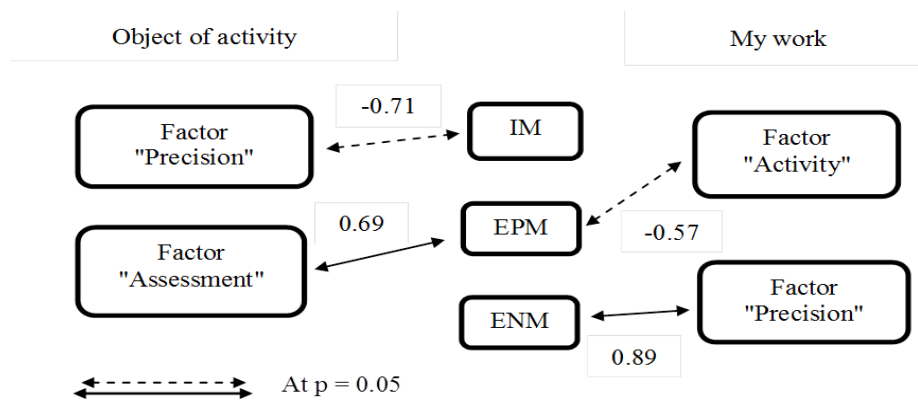 Object of activity
My work
-0.71
Factor
"Precision"
IM
Factor
"Activity"
0.69
EPM
-0.57
Factor
"Assessment"
ENM
Factor
"Precision"
0.89
At p = 0.05